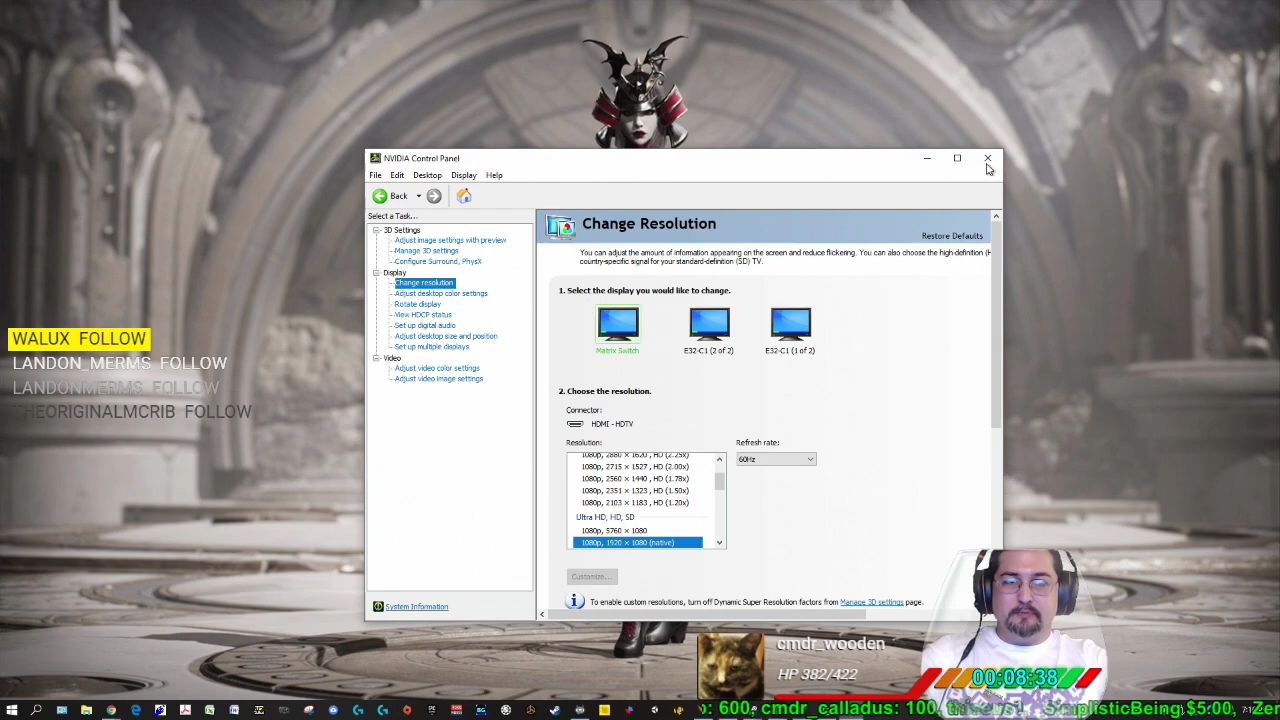 NVIDIA Control Panel
File Edit Desktop Display Help
Back
Select a Task...
3D Settings
Adjust image settings with preview
Manage 3D settings
Configure Surround, PhysX
Display
Change resolution
Adjust desktop color settings
Rotate display
View HDCP status
Set up digital audio
Adjust desktop size and position
Set up multiple displays
Video
Adjust video color settings
Adjust video image settings
System Information
Change Resolution
Restore Defaults
You can adjust the amount of information appearing on the screen and reduce flickering. You can also choose the high-definition (H
country-specific signal for your standard-definition (SD) TV.
1. Select the display you would like to change.
Matrix Switch
E32-C1 (2 of 2)
E32-C1 (1 of 2)
2. Choose the resolution.
Connector:
HDMI - HDTV
Resolution:
Refresh rate:
60Hz
1080p, 2880 × 1620 , HD (2.25x)
1080p, 2715 × 1527 , HD (2.00x)
1080p, 2560 × 1440 , HD (1.78x)
1080p, 2351 × 1323 , HD (1.50x)
1080p, 2103 × 1183 , HD (1.20x)
Ultra HD, HD, SD
1080p, 5760 × 1080
1080p, 1920 × 1080 (native)
Customize...
To enable custom resolutions, turn off Dynamic Super Resolution factors from Manage 3D settings page.
WALUX FOLLOW
LANDON_MERMS FOLLOW
LANDONMERMS FOLLOW
THEORIGINALMCRIB FOLLOW
cmdr_wooden
HP 382/422
00:08:38
: 600, cmdr_calladus: 100, SimplisticBeing $5.00,